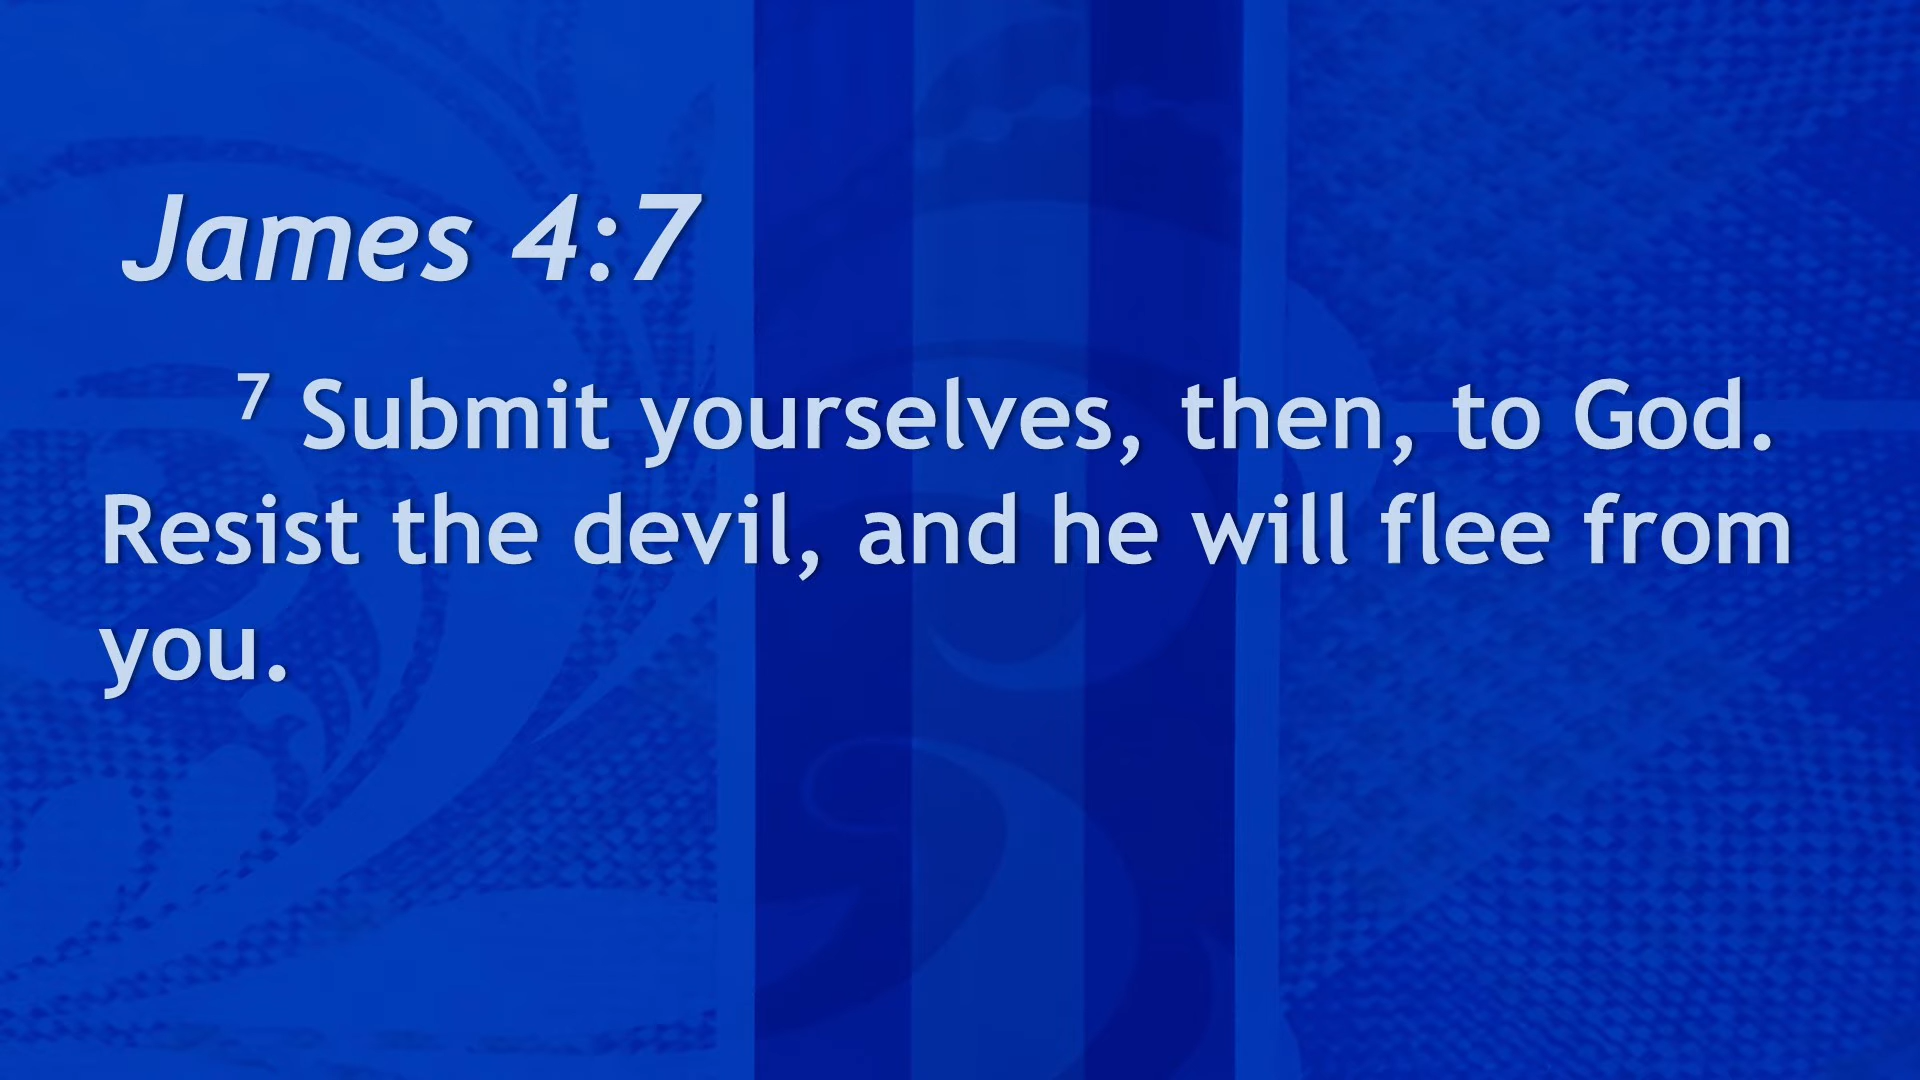 James 4:7
7 Submit yourselves, then, to God.
Resist the devil, and he will flee from
you.